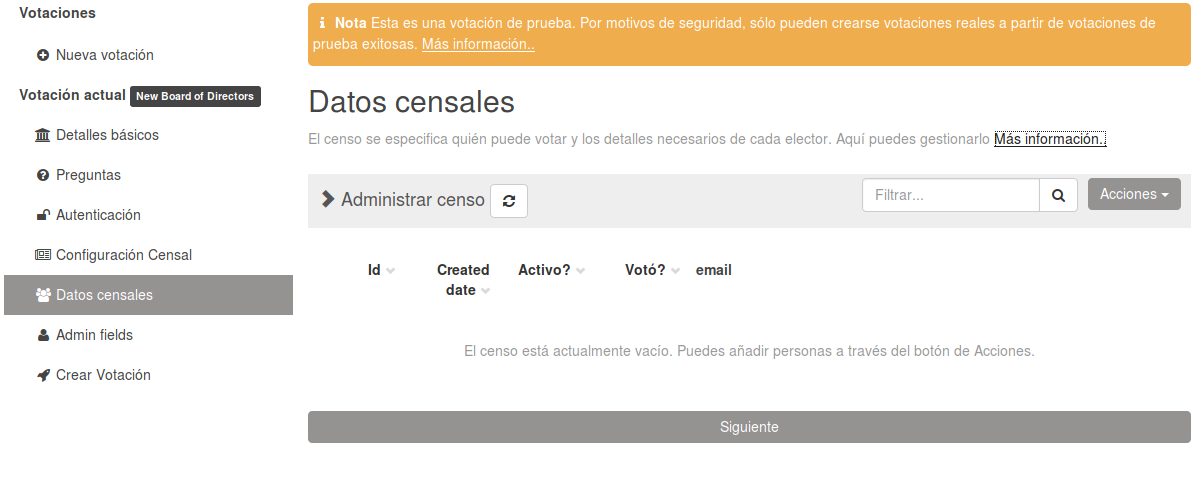 Votaciones
Nueva votación
Votación actual New Board of Directors
Detalles básicos
Preguntas
Autenticación
Configuración Censal
Datos censales
Admin fields
Crear Votación
Nota Esta es una votación de prueba. Por motivos de seguridad, sólo pueden crearse votaciones reales a partir de votaciones de
prueba exitosas. Más información..
Datos censales
El censo se especifica quién puede votar y los detalles necesarios de cada elector. Aquí puedes gestionarlo Más información..
Administrar censo
Filtrar...
Acciones
Id Created Activo? Votó? email
date
El censo está actualmente vacío. Puedes añadir personas a través del botón de Acciones.
Siguiente